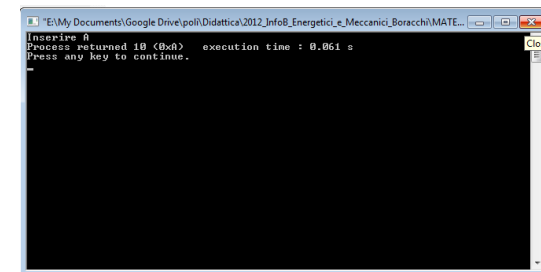 "E:\My Documents\Google Drive\poli\Didattica\2012_InfoB_Energetici_e_Meccanici_Boracchi\MATE...
Clo
Inserire A
Process returned 10 (0xA)   execution time : 0.061 s
Press any key to continue.